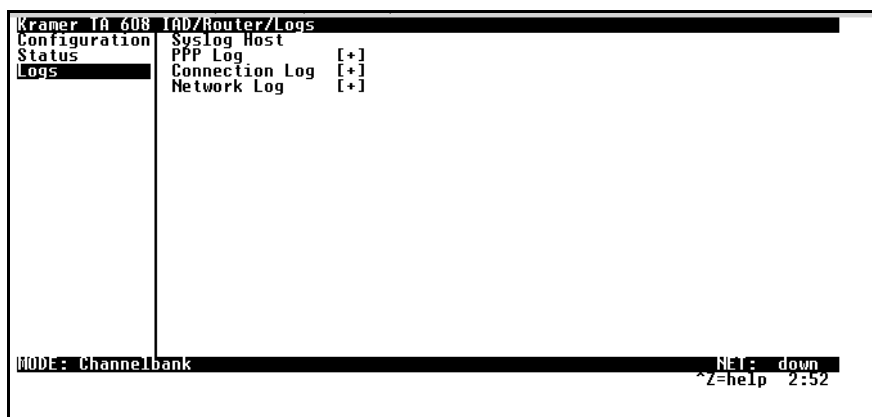 Kramer TA 608 IAD/Router/Logs
Configuration Syslog Host
Status PPP Log [+]
Logs Connection Log [+]
Network Log [+]
MODE: Channelbank NET: down
^Z=help 2:52